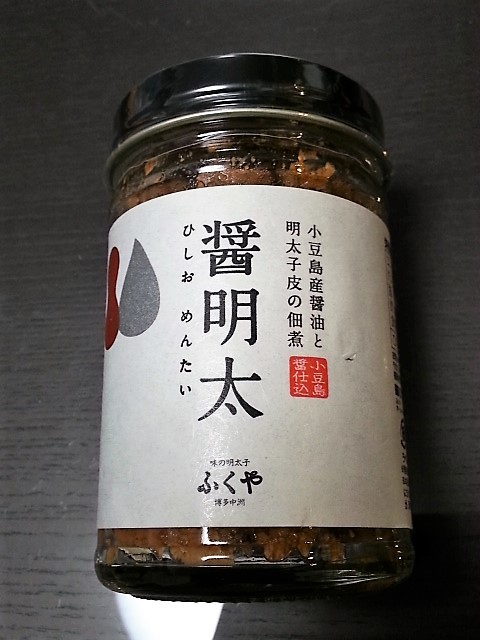 小豆島産醤油と
明太子皮の佃煮
小豆島
醤仕込
醤明太
ひしお めんたい
味の明太子
ふくや
博多中洲